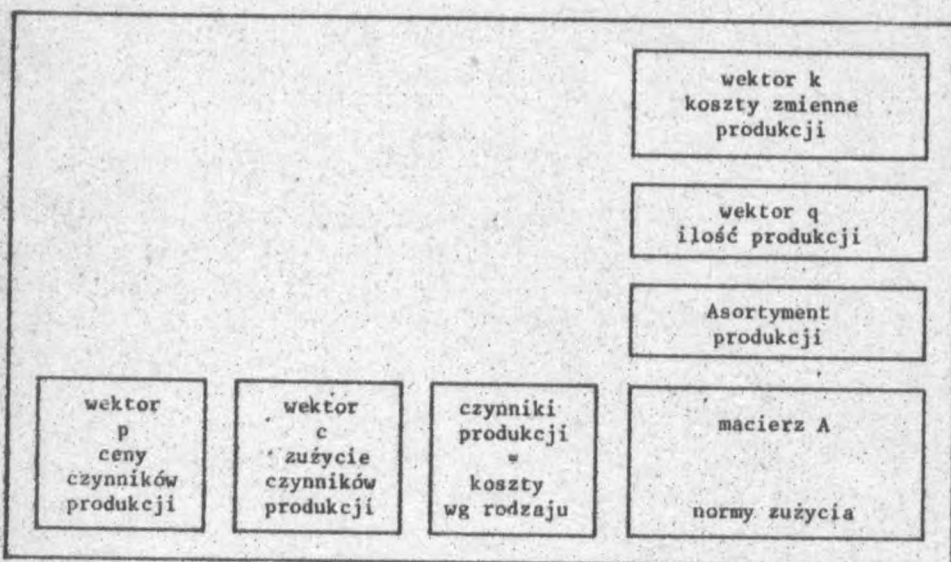 wektor k
koszty zmienne
produkcji
wektor q
ilość produkcji
Asortyment
produkcji
wektor
p
ceny
czynników
produkcji
wektor
c
zużycie
czynników
produkcji
czynniki
produkcji
=
koszty
wg rodzaju
macierz A
normy zużycia